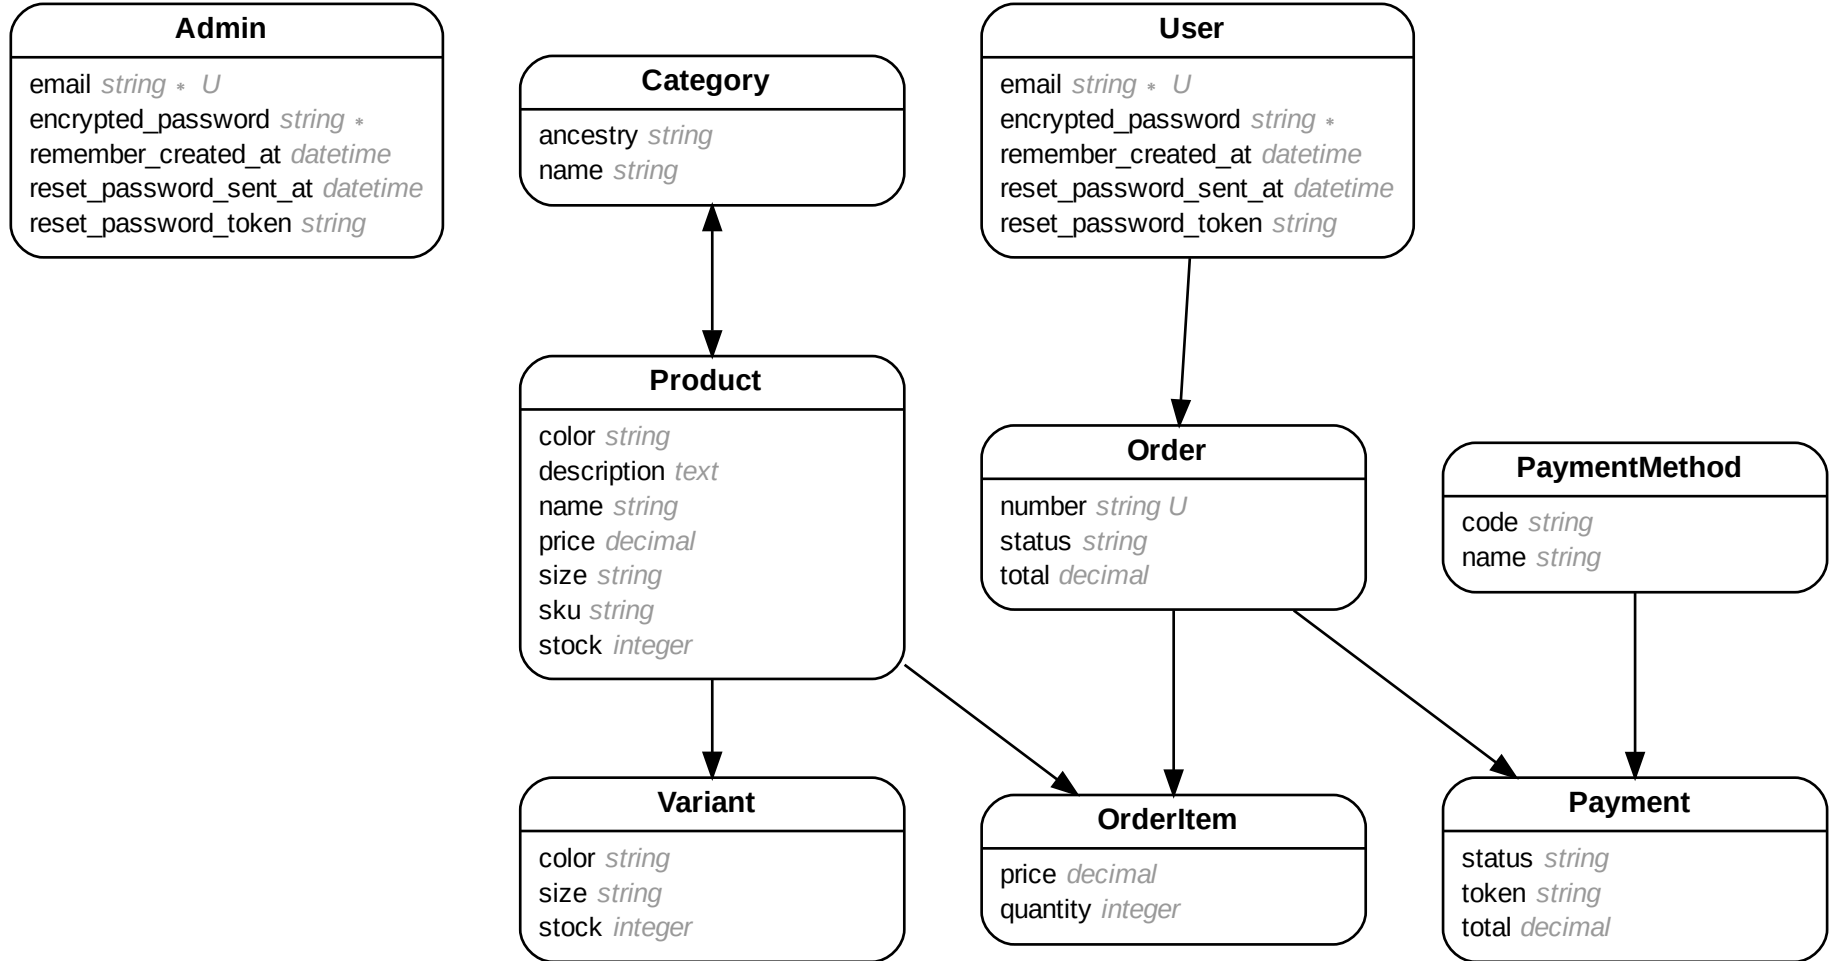 Admin
email string * U
encrypted_password string *
remember_created_at datetime
reset_password_sent_at datetime
reset_password_token string
Category
ancestry string
name string
User
email string * U
encrypted_password string *
remember_created_at datetime
reset_password_sent_at datetime
reset_password_token string
Product
color string
description text
name string
price decimal
size string
sku string
stock integer
Order
number string U
status string
total decimal
PaymentMethod
code string
name string
Variant
color string
size string
stock integer
OrderItem
price decimal
quantity integer
Payment
status string
token string
total decimal